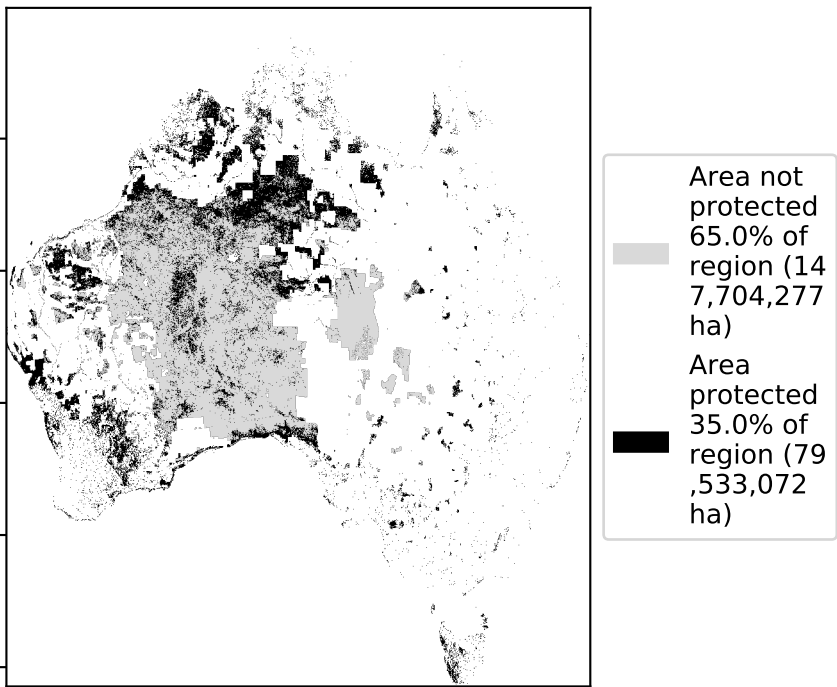 Area not
protected
65.0% of
region (14
7,704,277
ha)
Area
protected
35.0% of
region (79
,533,072
ha)